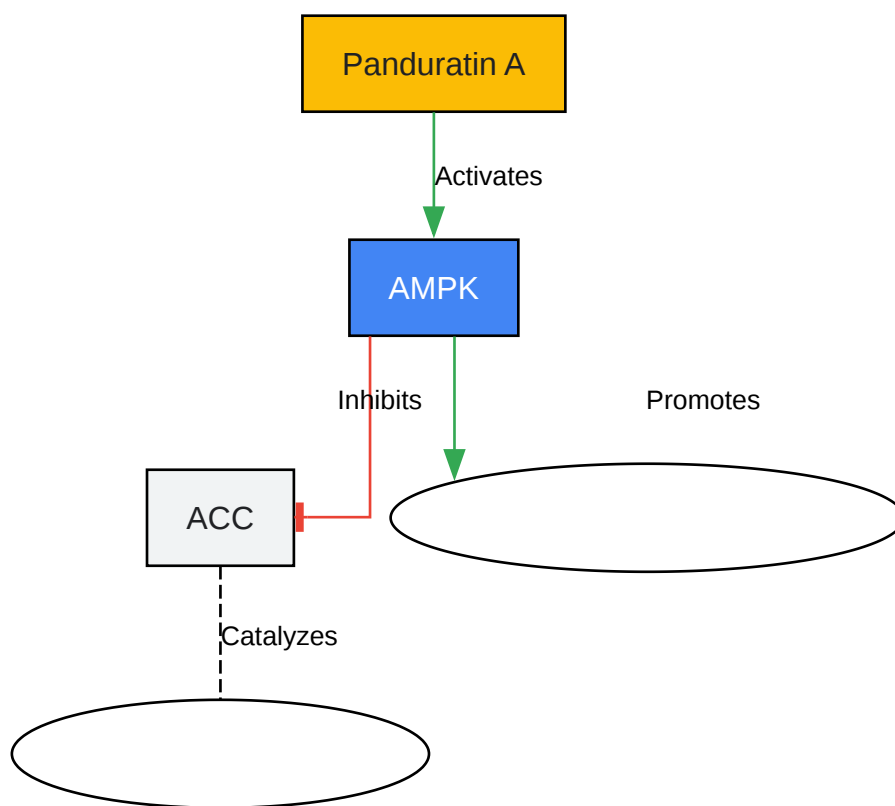 Panduratin A
Activates
AMPK
Inhibits
Promotes
ACC
Catalyzes